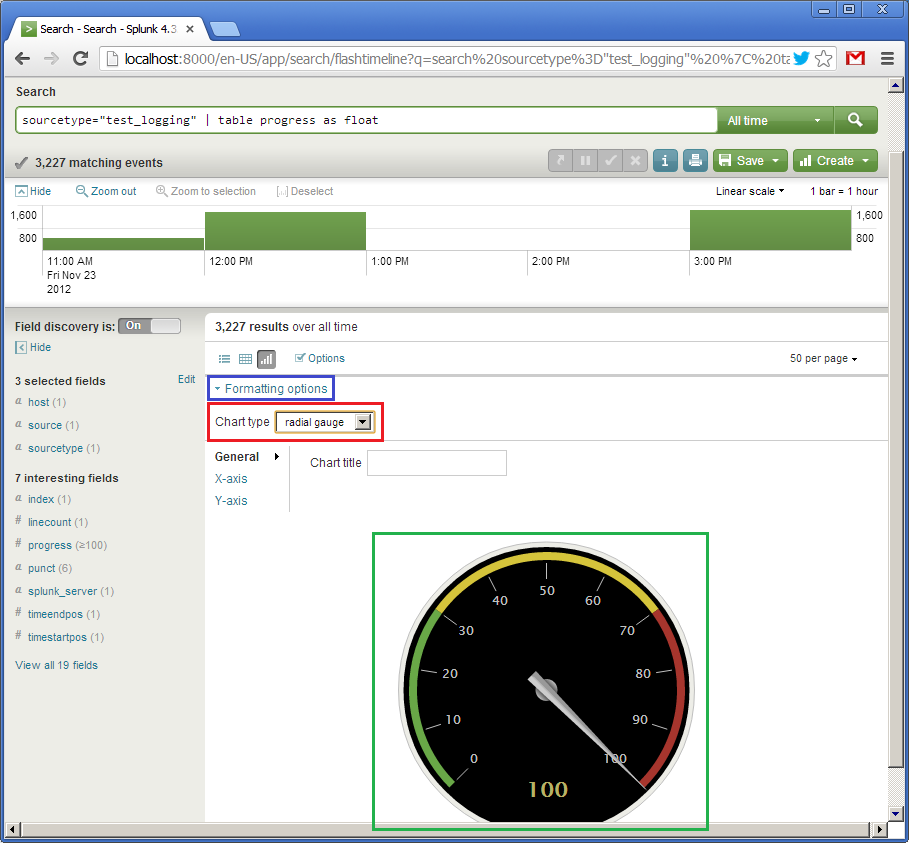 Search - Search - Splunk 4.3
localhost:8000/en-US/app/search/flashtimeline?q=search%20sourcetype%3D"test_logging"%20%7C%20ta
Search
sourcetype="test_logging" | table progress as float
All time
3,227 matching events
Save
Create
Hide
Zoom out
Zoom to selection
[..] Deselect
Linear scale
1 bar = 1 hour
1,600
1,600
800
800
11:00 AM
12:00 PM
1:00 PM
2:00 PM
3:00 PM
Fri Nov 23
2012
Field discovery is: On
Hide
3 selected fields
Edit
a host (1)
a source (1)
a sourcetype (1)
7 interesting fields
a index (1)
# linecount (1)
# progress (≥100)
a punct (6)
a splunk_server (1)
# timeendpos (1)
# timestartpos (1)
View all 19 fields
3,227 results over all time
Options
50 per page
Formatting options
Chart type radial gauge
General
Chart title
X-axis
Y-axis
0
10
20
30
40
50
60
70
80
90
100
100